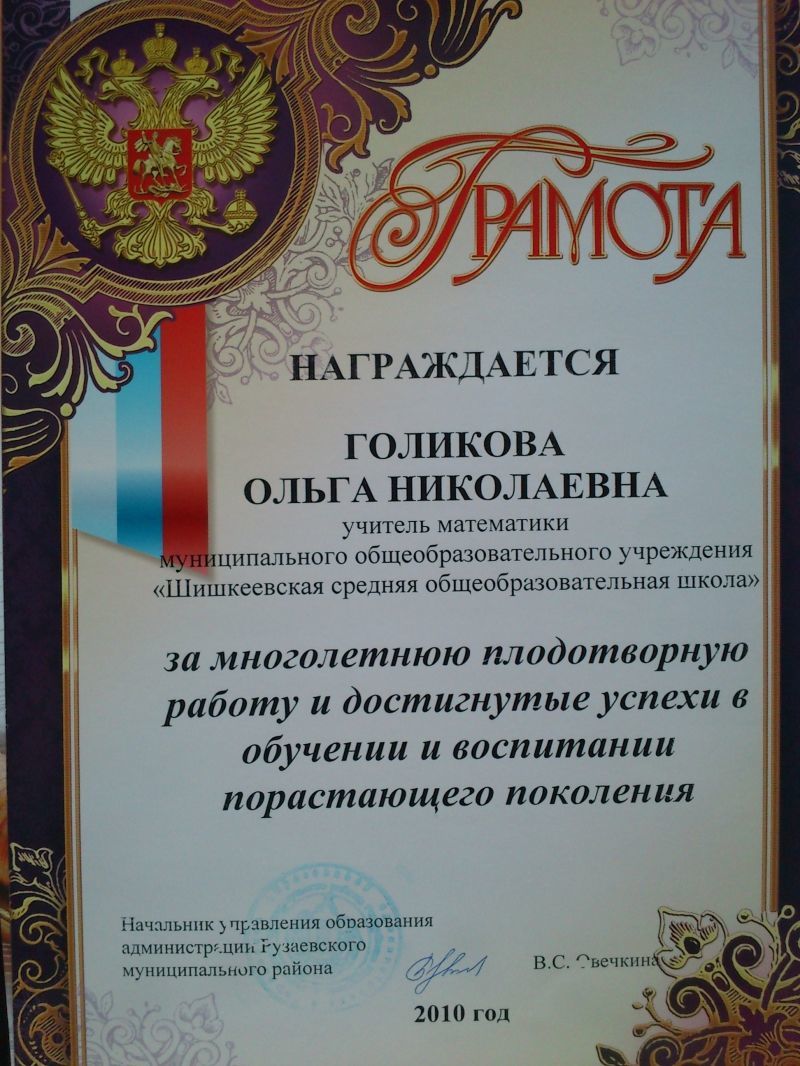 ГРАМОТА
НАГРАЖДАЕТСЯ
ГОЛИКОВА
ОЛЬГА НИКОЛАЕВНА
учитель математики
муниципального общеобразовательного учреждения
«Шишкеевская средняя общеобразовательная школа»
за многолетнюю плодотворную
работу и достигнутые успехи в
обучении и воспитании
порастающего поколения
Начальник управления образования
администрации Рузаевского
муниципального района
В.С. Овечкина
2010 год